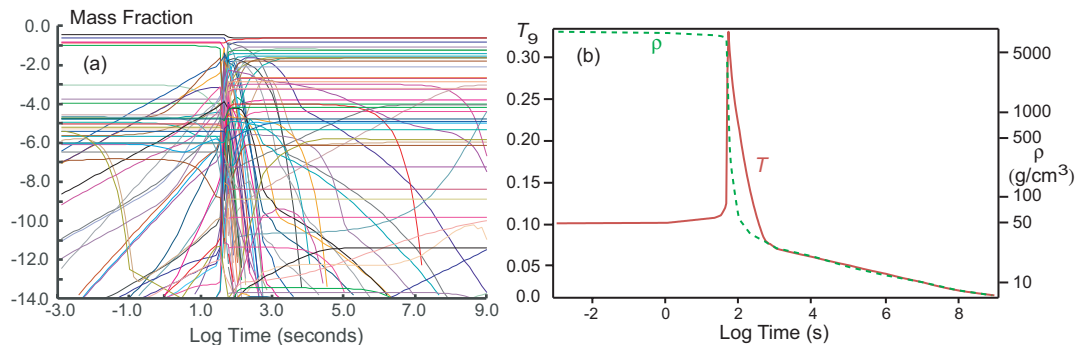 Mass Fraction
0.0
-2.0
-4.0
-6.0
-8.0
-10.0
-12.0
-14.0
(a)
-3.0 -1.0 1.0 3.0 5.0 7.0 9.0
Log Time (seconds)
T9
0.30
0.25
0.20
0.15
0.10
0.05
0.0
(b)
ρ
T
5000
1000
500
ρ
(g/cm³)
100
50
10
-2 0 2 4 6 8
Log Time (s)